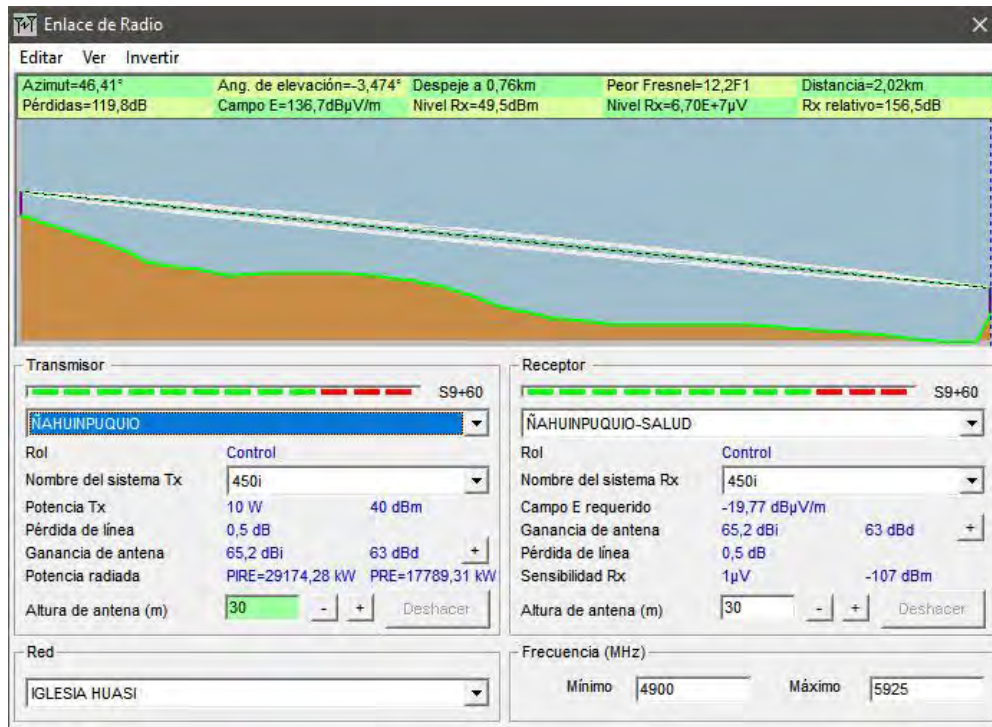 Enlace de Radio
Editar Ver Invertir
Azimut=46,41° Ang. de elevación=-3,474° Despeje a 0,76km Peor Fresnel=12,2F1 Distancia=2,02km
Pérdidas=119,8dB Campo E=136,7dBµV/m Nivel Rx=49,5dBm Nivel Rx=6,70E+7µV Rx relativo=156,5dB
Transmisor
S9+60
ÑAHUINPUQUIO
Rol Control
Nombre del sistema Tx 450i
Potencia Tx 10 W 40 dBm
Pérdida de línea 0,5 dB
Ganancia de antena 65,2 dBi 63 dBd +
Potencia radiada PIRE=29174,28 kW PRE=17789,31 kW
Altura de antena (m) 30 - + Deshacer
Receptor
S9+60
ÑAHUINPUQUIO-SALUD
Rol Control
Nombre del sistema Rx 450i
Campo E requerido -19,77 dBµV/m
Ganancia de antena 65,2 dBi 63 dBd +
Pérdida de línea 0,5 dB
Sensibilidad Rx 1µV -107 dBm
Altura de antena (m) 30 - + Deshacer
Red
IGLESIA HUASI
Frecuencia (MHz)
Mínimo 4900 Máximo 5925